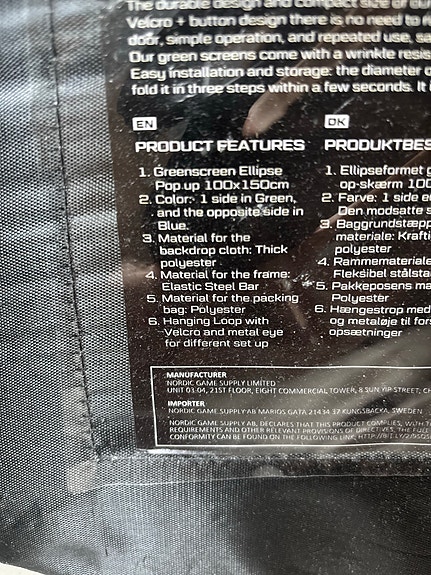 The durable design and compact size of
Velcro + button design there is no need to
door, simple operation, and repeated use, sa
Our green screens come with a wrinkle resis
Easy installation and storage: the diameter o
fold it in three steps within a few seconds. It
EN
PRODUCT FEATURES
1. Greenscreen Ellipse
Pop up 100x150cm
2. Color: 1 side in Green,
and the opposite side in
Blue.
3. Material for the
backdrop cloth: Thick
polyester
4. Material for the frame:
Elastic Steel Bar
5. Material for the packing
bag: Polyester
6. Hanging Loop with
Velcro and metal eye
for different set up
DK
PRODUKTBES
1. Ellipseformet g
op-skærm 100
2. Farve: 1 side e
Den modsatte s
3. Baggrundstæpp
materiale: Krafti
polyester
4. Rammemateriale
Fleksibel stålsta
5. Pakkeposens ma
Polyester
6. Hængestrop med
og metaløje til fors
opsætninger
MANUFACTURER
NORDIC GAME SUPPLY LIMITED
UNIT 03-04, 21ST FLOOR, EIGHT COMMERCIAL TOWER, 8 SUN YIP STREET; CH
IMPORTER
NORDIC GAME SUPPLY AB MARIOS GATA 21434 37 KUNGSBACKA, SWEDEN
NORDIC GAME SUPPLY AB, DECLARES THAT THIS PRODUCT COMPLIES, WITH T
REQUIREMENTS AND OTHER RELEVANT PROVISIONS OF DIRECTIVES, THE FULL
CONFORMITY CAN BE FOUND ON THE FOLLOWING LINK;